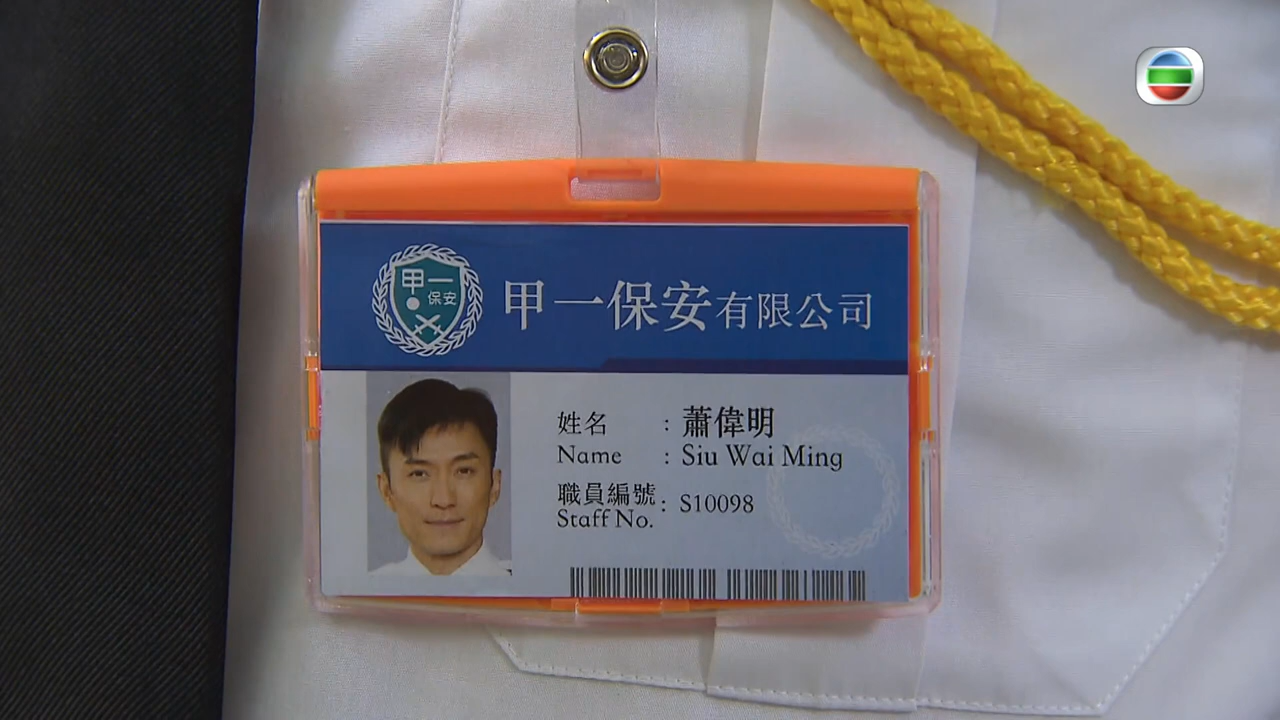 甲一
保安
甲一保安有限公司
姓名 : 蕭偉明
Name : Siu Wai Ming
職員編號 : S10098
Staff No.